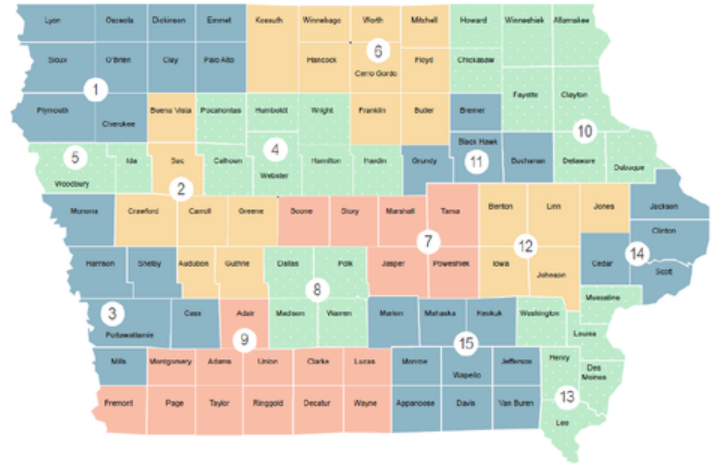 Lyon Osceola Dickinson Emmet Kossuth Winnebago Worth Mitchell Howard Winneshiek Allamakee
6
Sioux O'Brien Clay Palo Alto Hancock Cerro Gordo Floyd Chickasaw
1
Plymouth Cherokee Buena Vista Pocahontas Humboldt Wright Franklin Butler Bremer Fayette Clayton
10
5 4 11
Woodbury Ida Sac Calhoun Webster Hamilton Hardin Grundy Black Hawk Buchanan Delaware Dubuque
2
Monona Crawford Carroll Greene Boone Story Marshall Tama Benton Linn Jones Jackson
Clinton
7 12 14
Harrison Shelby Audubon Guthrie Dallas Polk Jasper Poweshiek Iowa Johnson Cedar Scott
8
3
Pottawattamie Cass Adair Madison Warren Marion Mahaska Keokuk Washington Muscatine
Louisa
9 15
Mills Montgomery Adams Union Clarke Lucas Monroe Wapello Jefferson Henry Des
Moines
13
Fremont Page Taylor Ringgold Decatur Wayne Appanoose Davis Van Buren Lee